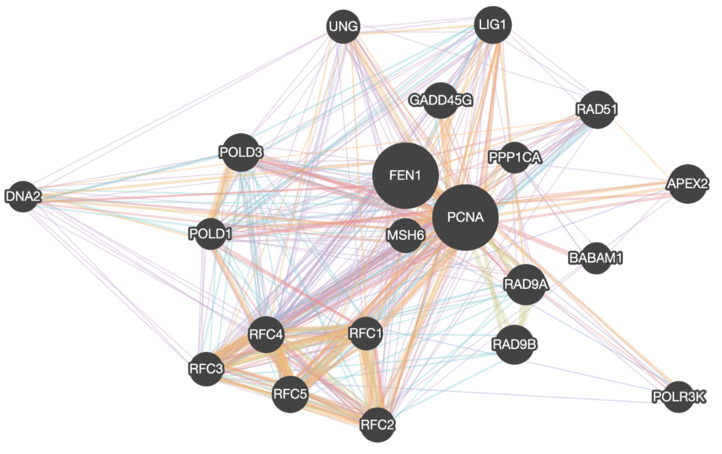 UNG
LIG1
GADD45G
RAD51
POLD3
PPP1CA
FEN1
APEX2
DNA2
PCNA
POLD1
MSH6
BABAM1
RAD9A
RFC4
RFC1
RAD9B
RFC3
RFC5
POLR3K
RFC2